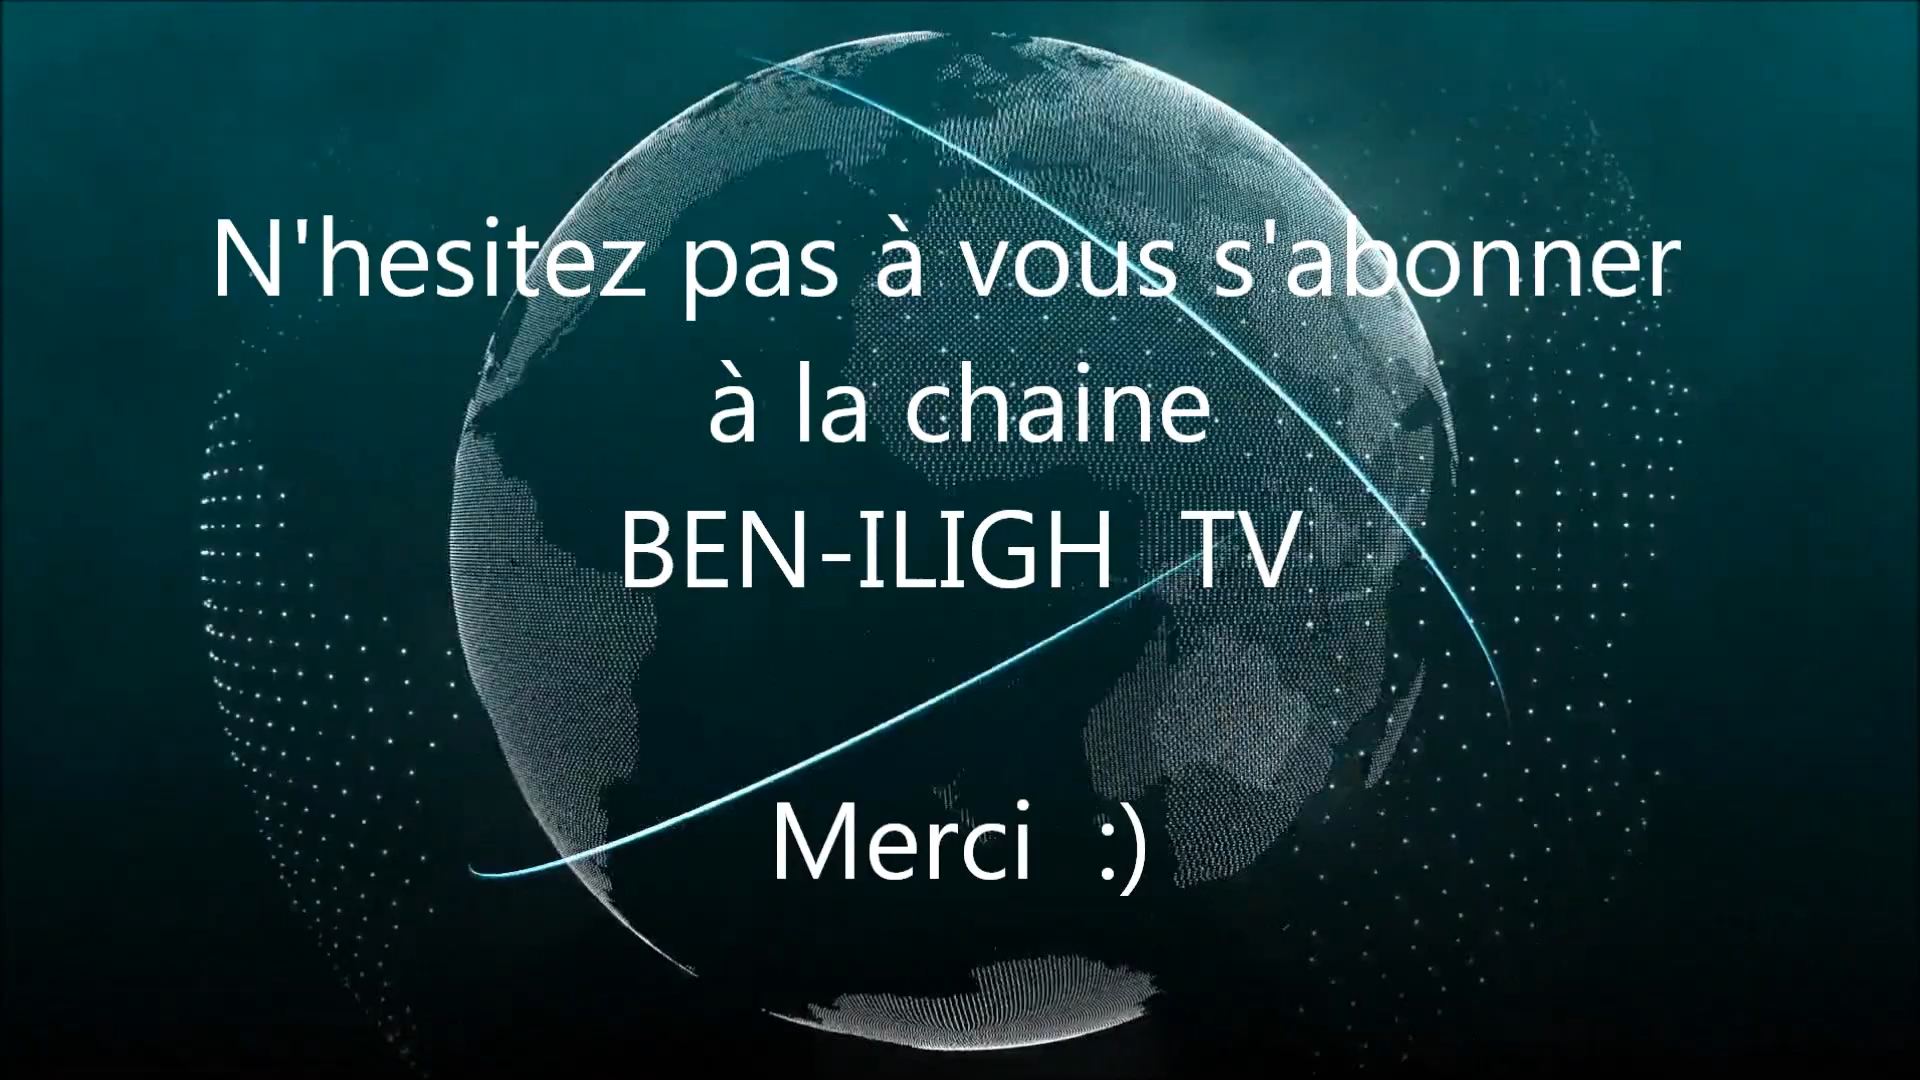 N'hesitez pas à vous s'abonner
à la chaine
BEN-ILIGH TV
Merci :)